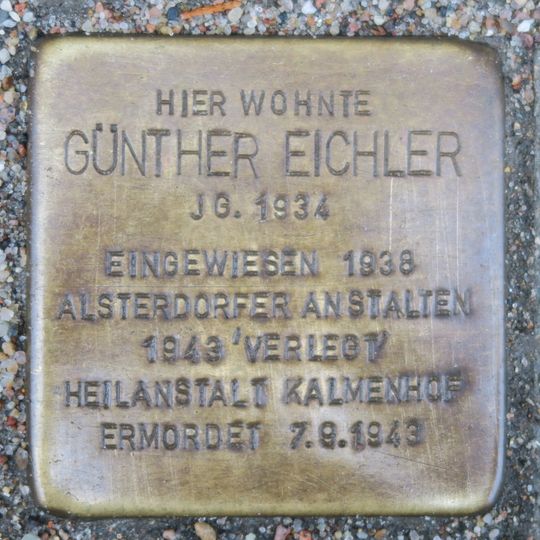 HIER WOHNTE
GÜNTHER EICHLER
JG. 1934
EINGEWIESEN 1938
ALSTERDORFER ANSTALTEN
1943 'VERLEGT'
HEILANSTALT KALMENHOF
ERMORDET 7.9.1943